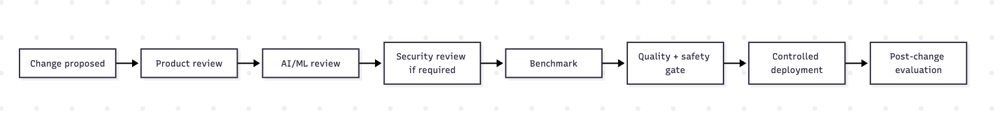 Change proposed
Product review
AI/ML review
Security review
if required
Benchmark
Quality + safety
gate
Controlled
deployment
Post-change
evaluation